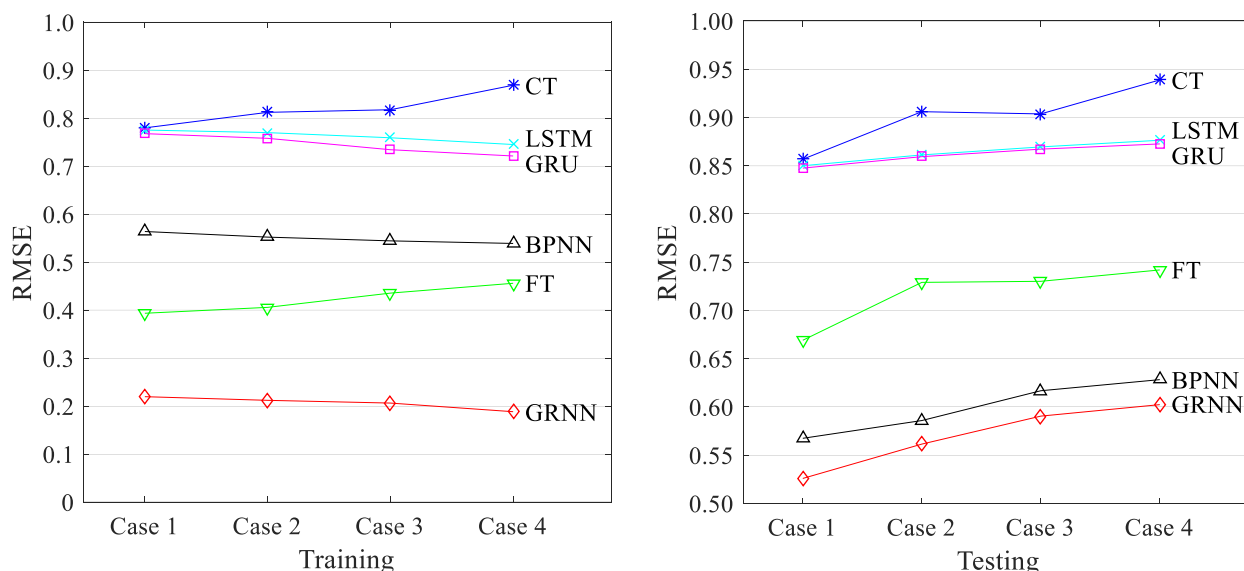 1.0
0.9
0.8
0.7
0.6
0.5
0.4
0.3
0.2
0.1
0
RMSE
CT
LSTM
GRU
BPNN
FT
GRNN
Case 1 Case 2 Case 3 Case 4
Training
1.00
0.95
0.90
0.85
0.80
0.75
0.70
0.65
0.60
0.55
0.50
RMSE
CT
LSTM
GRU
FT
BPNN
GRNN
Case 1 Case 2 Case 3 Case 4
Testing